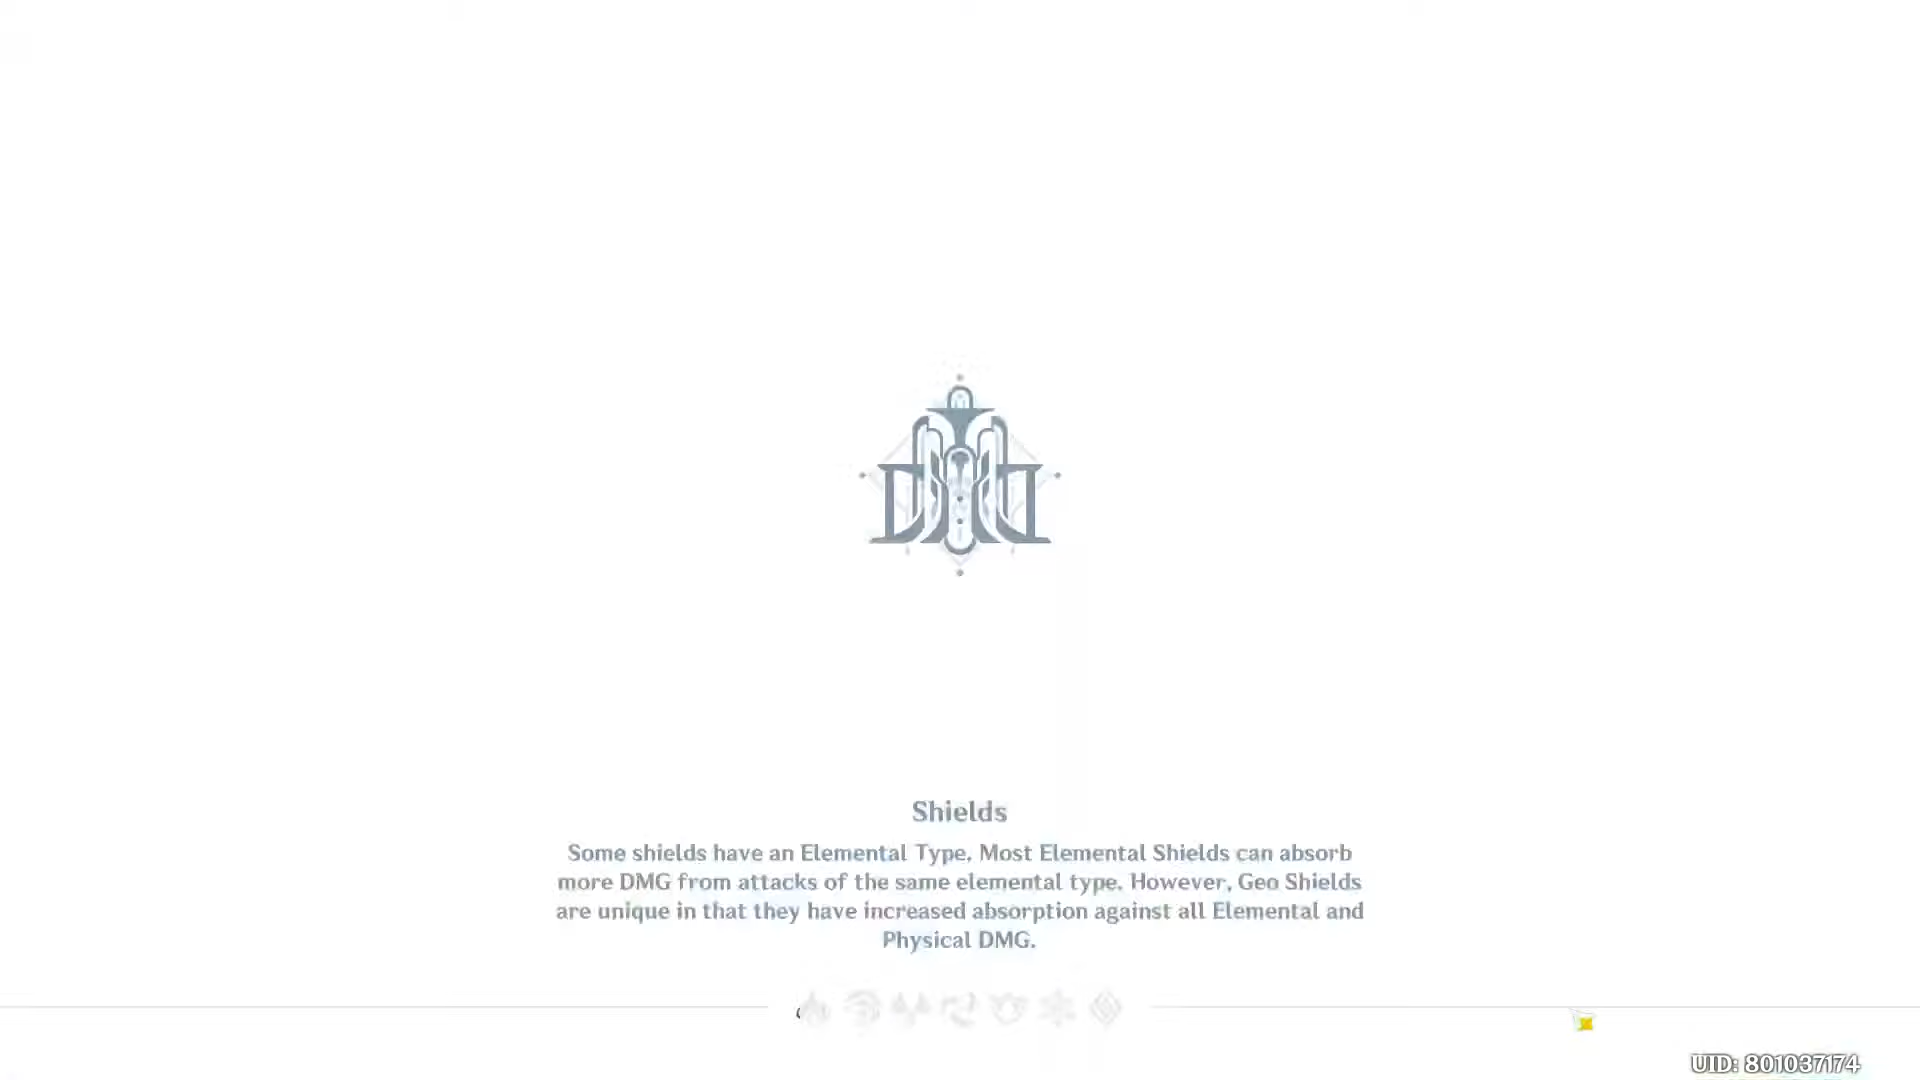 Shields
Some shields have an Elemental Type. Most Elemental Shields can absorb
more DMG from attacks of the same elemental type. However, Geo Shields
are unique in that they have increased absorption against all Elemental and
Physical DMG.
UID: 801037174